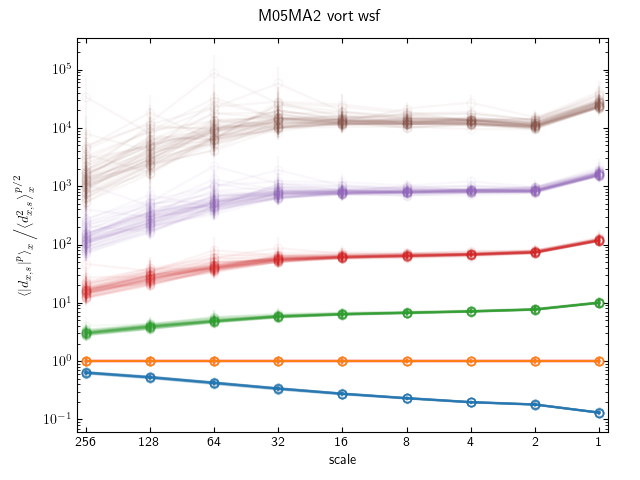 M05MA2 vort wsf
⟨|d_{x,s}|^p⟩_x / ⟨d_{x,s}^2⟩_x^{p/2}
10^5
10^4
10^3
10^2
10^1
10^0
10^{-1}
256 128 64 32 16 8 4 2 1
scale